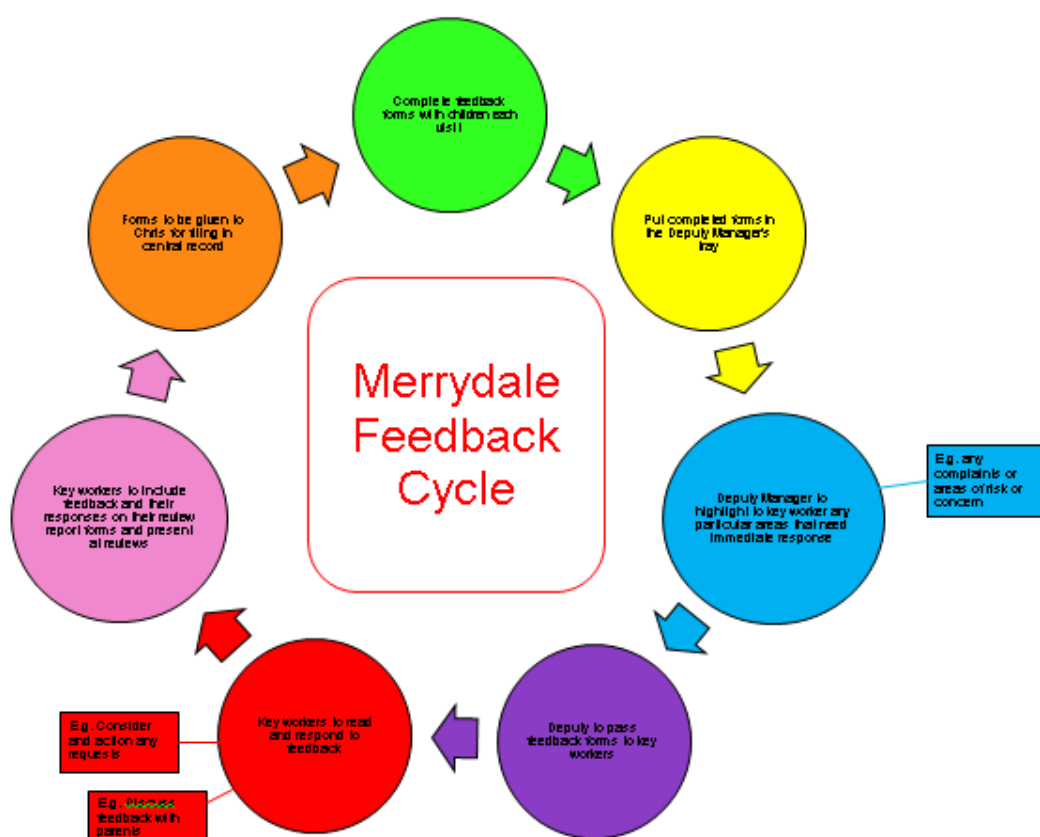 Complete feedback
forms with children each
visit
Put completed forms in
the Deputy Manager's
tray
Deputy Manager to
highlight to key worker any
particular areas that need
immediate response
E.g. any
complaints or
areas of risk or
concern
Deputy to pass
feedback forms to key
workers
Key workers to read
and respond to
feedback
E.g. Consider
and action any
requests
E.g. Discuss
feedback with
parents
Key workers to include
feedback and their
responses on their review
report forms and present
at reviews
Forms to be given to
Chris for filing in
central record
Merrydale
Feedback
Cycle